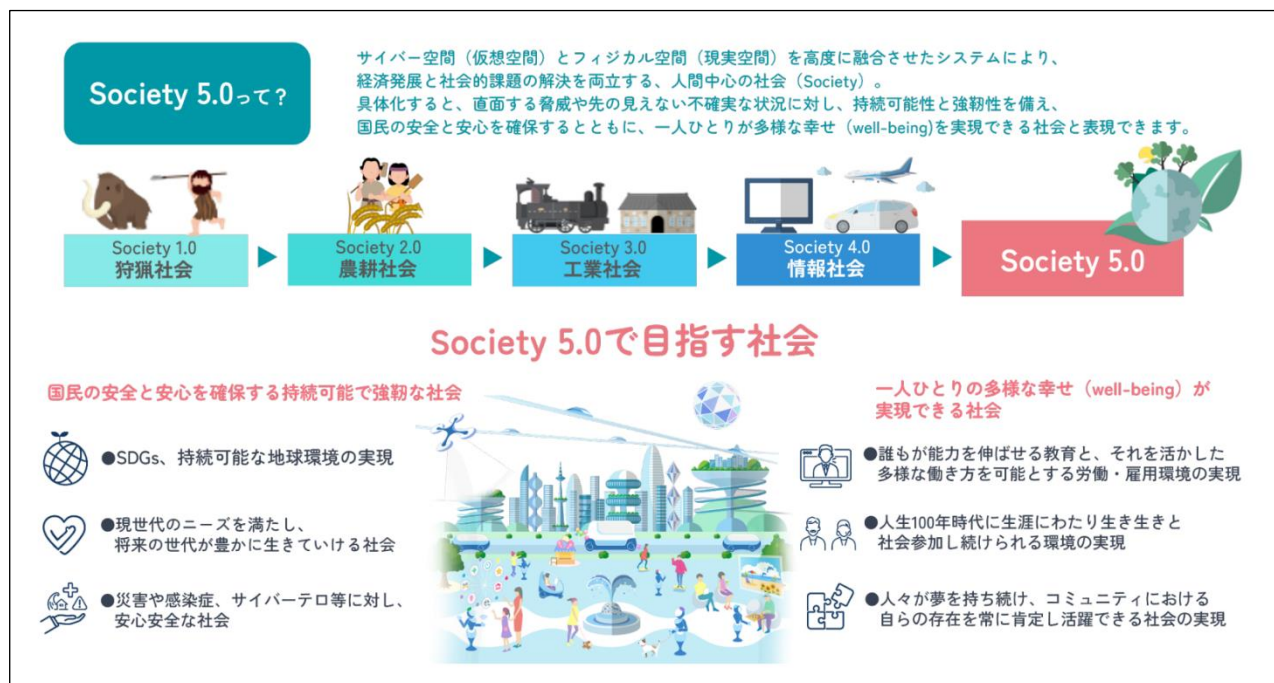 Society 5.0って？
サイバー空間（仮想空間）とフィジカル空間（現実空間）を高度に融合させたシステムにより、
経済発展と社会的課題の解決を両立する、人間中心の社会（Society）。
具体化すると、直面する脅威や先の見えない不確実な状況に対し、持続可能性と強靭性を備え、
国民の安全と安心を確保するとともに、一人ひとりが多様な幸せ（well-being)を実現できる社会と表現できます。
Society 1.0
狩猟社会
Society 2.0
農耕社会
Society 3.0
工業社会
Society 4.0
情報社会
Society 5.0
Society 5.0で目指す社会
国民の安全と安心を確保する持続可能で強靭な社会
●SDGs、持続可能な地球環境の実現
●現世代のニーズを満たし、
将来の世代が豊かに生きていける社会
●災害や感染症、サイバーテロ等に対し、
安心安全な社会
一人ひとりの多様な幸せ（well-being）が
実現できる社会
●誰もが能力を伸ばせる教育と、それを活かした
多様な働き方を可能とする労働・雇用環境の実現
●人生100年時代に生涯にわたり生き生きと
社会参加し続けられる環境の実現
●人々が夢を持ち続け、コミュニティにおける
自らの存在を常に肯定し活躍できる社会の実現